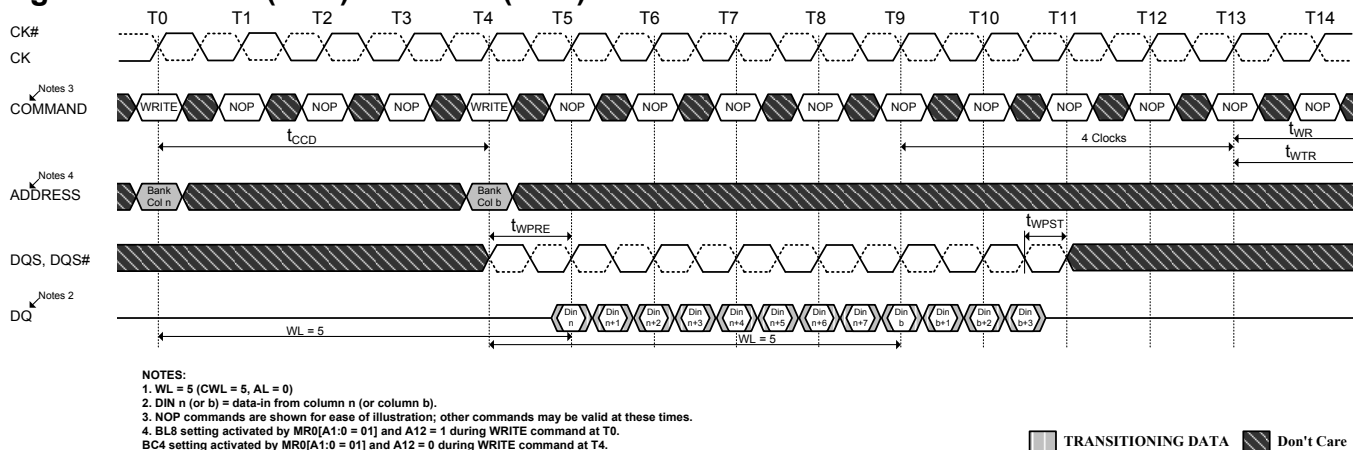 T0 T1 T2 T3 T4 T5 T6 T7 T8 T9 T10 T11 T12 T13 T14
CK#
CK
Notes 3
COMMAND
WRITE NOP NOP NOP WRITE NOP NOP NOP NOP NOP NOP NOP NOP NOP NOP
tCCD
4 Clocks
tWR
tWTR
Notes 4
ADDRESS
Bank
Col n
Bank
Col b
tWPRE
tWPST
DQS, DQS#
Notes 2
DQ
Din n
Din n+1
Din n+2
Din n+3
Din n+4
Din n+5
Din n+6
Din n+7
Din b
Din b+1
Din b+2
Din b+3
WL = 5
WL = 5
NOTES:
1. WL = 5 (CWL = 5, AL = 0)
2. DIN n (or b) = data-in from column n (or column b).
3. NOP commands are shown for ease of illustration; other commands may be valid at these times.
4. BL8 setting activated by MR0[A1:0 = 01] and A12 = 1 during WRITE command at T0.
BC4 setting activated by MR0[A1:0 = 01] and A12 = 0 during WRITE command at T4.
TRANSITIONING DATA
Don't Care